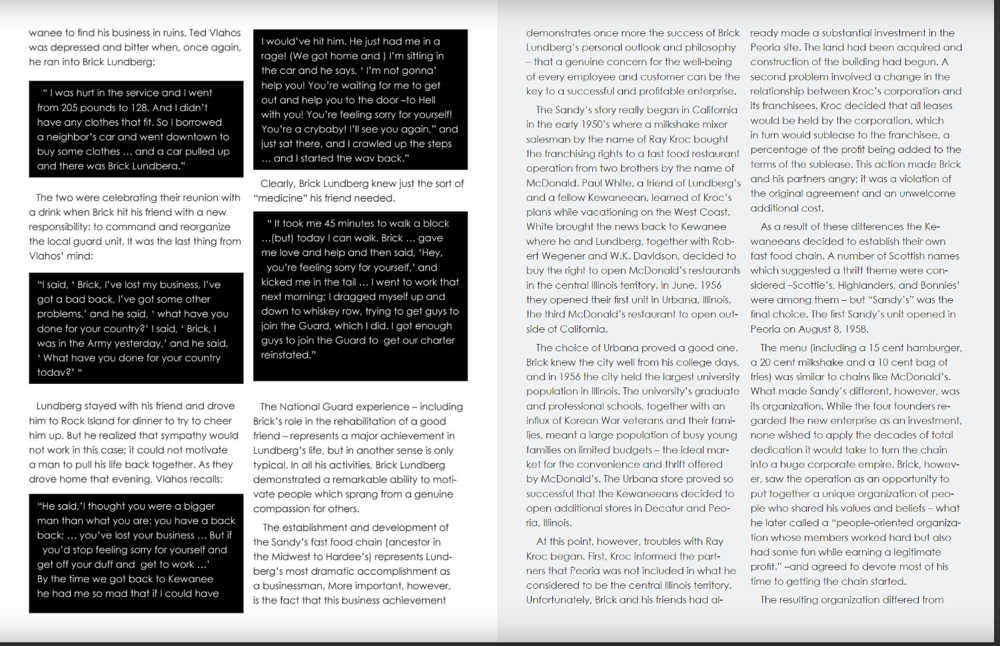 wanee to find his business in ruins. Ted Vlahos
was depressed and bitter when, once again,
he ran into Brick Lundberg:
“ I was hurt in the service and I went
from 205 pounds to 128. And I didn’t
have any clothes that fit. So I borrowed
a neighbor’s car and went downtown to
buy some clothes ... and a car pulled up
and there was Brick Lundberg.”
The two were celebrating their reunion with
a drink when Brick hit his friend with a new
responsibility: to command and reorganize
the local guard unit. It was the last thing from
Vlahos’ mind:
“I said, ‘ Brick, I’ve lost my business, I’ve
got a bad back, I’ve got some other
problems,’ and he said, ‘ what have you
done for your country?’ I said, ‘ Brick, I
was in the Army yesterday,’ and he said,
‘ What have you done for your country
today?’ “
Lundberg stayed with his friend and drove
him to Rock Island for dinner to try to cheer
him up. But he realized that sympathy would
not work in this case; it could not motivate
a man to pull his life back together. As they
drove home that evening, Vlahos recalls:
“He said,’I thought you were a bigger
man than what you are: you have a back
back; ... you’ve lost your business ... But if
you’d stop feeling sorry for yourself and
get off your duff and get to work ...’
By the time we got back to Kewanee
he had me so mad that if I could have
I would’ve hit him. He just had me in a
rage! (We got home and ) I’m sitting in
the car and he says, ‘ I’m not gonna’
help you! You’re waiting for me to get
out and help you to the door –to Hell
with you! You’re feeling sorry for yourself!
You’re a crybaby! I’ll see you again,” and
just sat there, and I crawled up the steps
... and I started the way back.”
Clearly, Brick Lundberg knew just the sort of
“medicine” his friend needed.
“ It took me 45 minutes to walk a block
...(but) today I can walk. Brick ... gave
me love and help and then said, ‘Hey,
you’re feeling sorry for yourself,’ and
kicked me in the tail ... I went to work that
next morning; I dragged myself up and
down to whiskey row, trying to get guys to
join the Guard, which I did. I got enough
guys to join the Guard to get our charter
reinstated.”
The National Guard experience – including
Brick’s role in the rehabilitation of a good
friend – represents a major achievement in
Lundberg’s life, but in another sense is only
typical. In all his activities, Brick Lundberg
demonstrated a remarkable ability to moti-
vate people which sprang from a genuine
compassion for others.
The establishment and development of
the Sandy’s fast food chain (ancestor in
the Midwest to Hardee’s) represents Lund-
berg’s most dramatic accomplishment as
a businessman. More important, however,
is the fact that this business achievement
demonstrates once more the success of Brick
Lundberg’s personal outlook and philosophy
– that a genuine concern for the well-being
of every employee and customer can be the
key to a successful and profitable enterprise.
The Sandy’s story really began in California
in the early 1950’s where a milkshake mixer
salesman by the name of Ray Kroc bought
the franchising rights to a fast food restaurant
operation from two brothers by the name of
McDonald. Paul White, a friend of Lundberg’s
and a fellow Kewaneean, learned of Kroc’s
plans while vacationing on the West Coast.
White brought the news back to Kewanee
where he and Lundberg, together with Rob-
ert Wegener and W.K. Davidson, decided to
buy the right to open McDonald’s restaurants
in the central Illinois territory. In June, 1956
they opened their first unit in Urbana, Illinois,
the third McDonald’s restaurant to open out-
side of California.
The choice of Urbana proved a good one.
Brick knew the city well from his college days,
and in 1956 the city held the largest university
population in Illinois. The university’s graduate
and professional schools, together with an
influx of Korean War veterans and their fami-
lies, meant a large population of busy young
families on limited budgets – the ideal mar-
ket for the convenience and thrift offered
by McDonald’s. The Urbana store proved so
successful that the Kewaneeans decided to
open additional stores in Decatur and Peo-
ria, Illinois.
At this point, however, troubles with Ray
Kroc began. First, Kroc informed the part-
ners that Peoria was not included in what he
considered to be the central Illinois territory.
Unfortunately, Brick and his friends had al-
ready made a substantial investment in the
Peoria site. The land had been acquired and
construction of the building had begun. A
second problem involved a change in the
relationship between Kroc’s corporation and
its franchisees. Kroc decided that all leases
would be held by the corporation, which
in turn would sublease to the franchisee, a
percentage of the profit being added to the
terms of the sublease. This action made Brick
and his partners angry; it was a violation of
the original agreement and an unwelcome
additional cost.
As a result of these differences the Ke-
waneeans decided to establish their own
fast food chain. A number of Scottish names
which suggested a thrift theme were con-
sidered –Scottie’s, Highlanders, and Bonnies’
were among them – but “Sandy’s” was the
final choice. The first Sandy’s unit opened in
Peoria on August 8, 1958.
The menu (including a 15 cent hamburger,
a 20 cent milkshake and a 10 cent bag of
fries) was similar to chains like McDonald’s.
What made Sandy’s different, however, was
its organization. While the four founders re-
garded the new enterprise as an investment,
none wished to apply the decades of total
dedication it would take to turn the chain
into a huge corporate empire. Brick, howev-
er, saw the operation as an opportunity to
put together a unique organization of peo-
ple who shared his values and beliefs – what
he later called a “people-oriented organiza-
tion whose members worked hard but also
had some fun while earning a legitimate
profit.” –and agreed to devote most of his
time to getting the chain started.
The resulting organization differed from